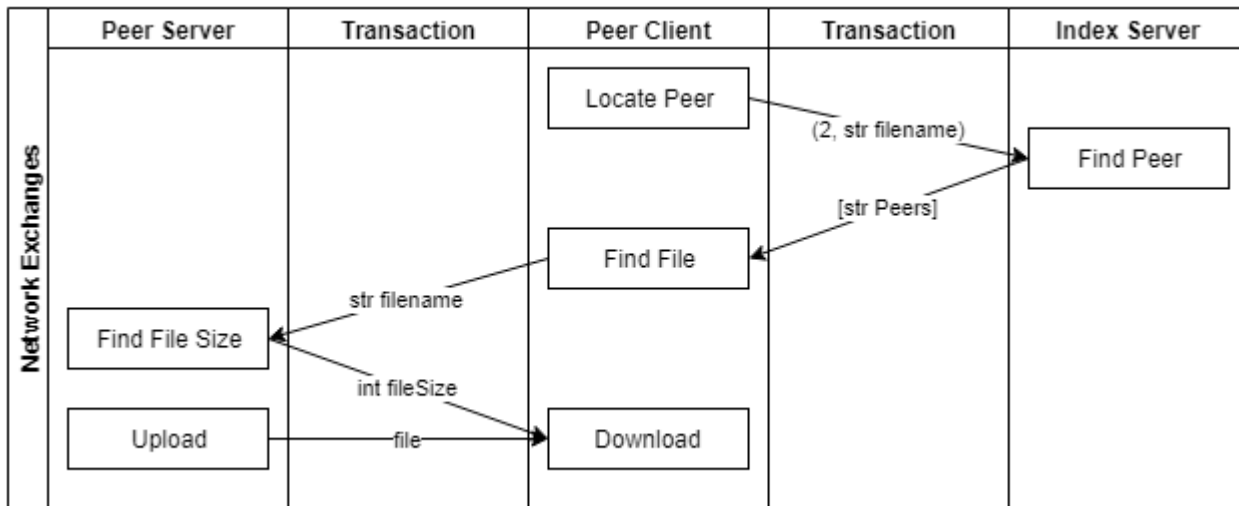 Peer Server
Transaction
Peer Client
Transaction
Index Server
Network Exchanges
Locate Peer
(2, str filename)
Find Peer
[str Peers]
Find File
str filename
Find File Size
int fileSize
Upload
file
Download